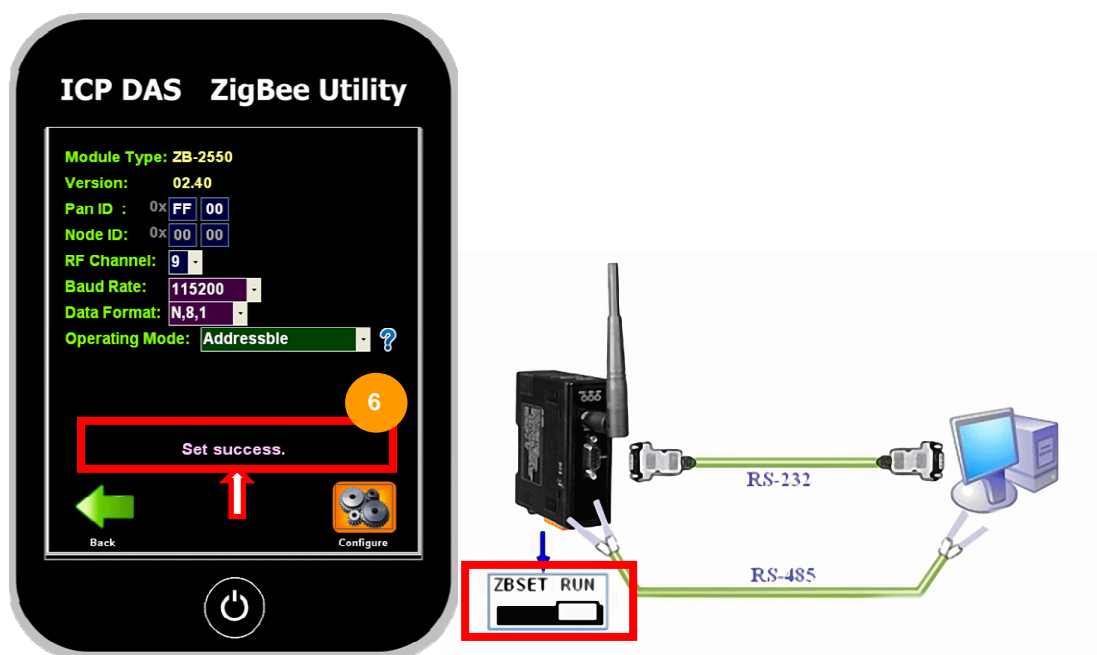 ICP DAS ZigBee Utility
Module Type: ZB-2550
Version: 02.40
Pan ID : 0x FF 00
Node ID: 0x 00 00
RF Channel: 9
Baud Rate: 115200
Data Format: N,8,1
Operating Mode: Addressble ?
6
Set success.
Back
Configure
RS-232
RS-485
ZBSET RUN